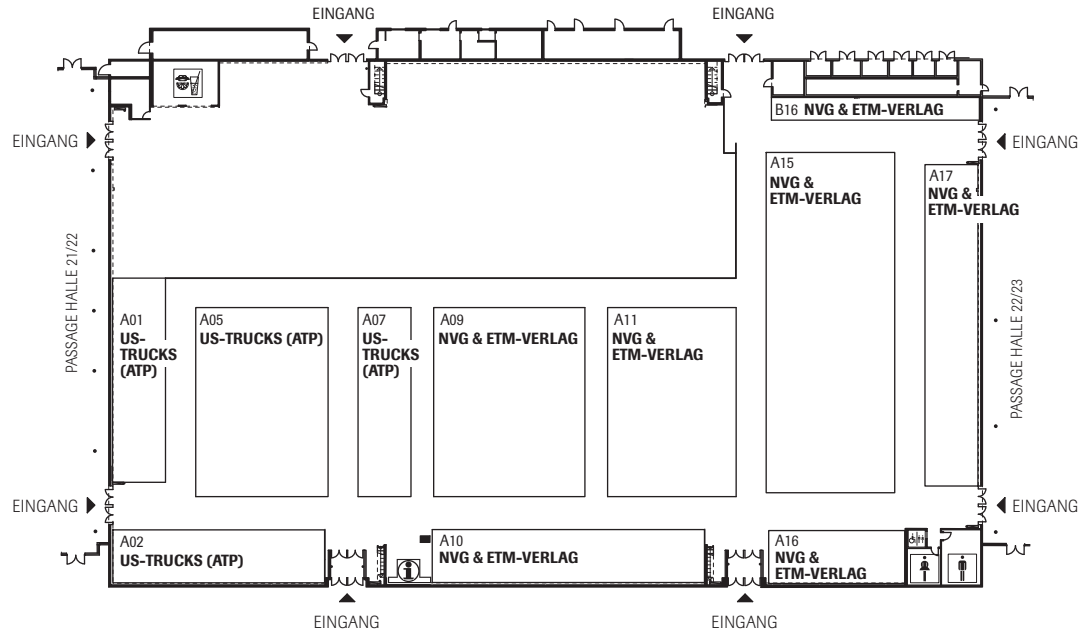 EINGANG
EINGANG
B16 NVG & ETM-VERLAG
EINGANG
EINGANG
A15
NVG &
ETM-VERLAG
A17
NVG &
ETM-VERLAG
PASSAGE HALLE 21/22
PASSAGE HALLE 22/23
A01
US-
TRUCKS
(ATP)
A05
US-TRUCKS (ATP)
A07
US-
TRUCKS
(ATP)
A09
NVG & ETM-VERLAG
A11
NVG &
ETM-VERLAG
EINGANG
EINGANG
A02
US-TRUCKS (ATP)
A10
NVG & ETM-VERLAG
A16
NVG &
ETM-VERLAG
EINGANG
EINGANG